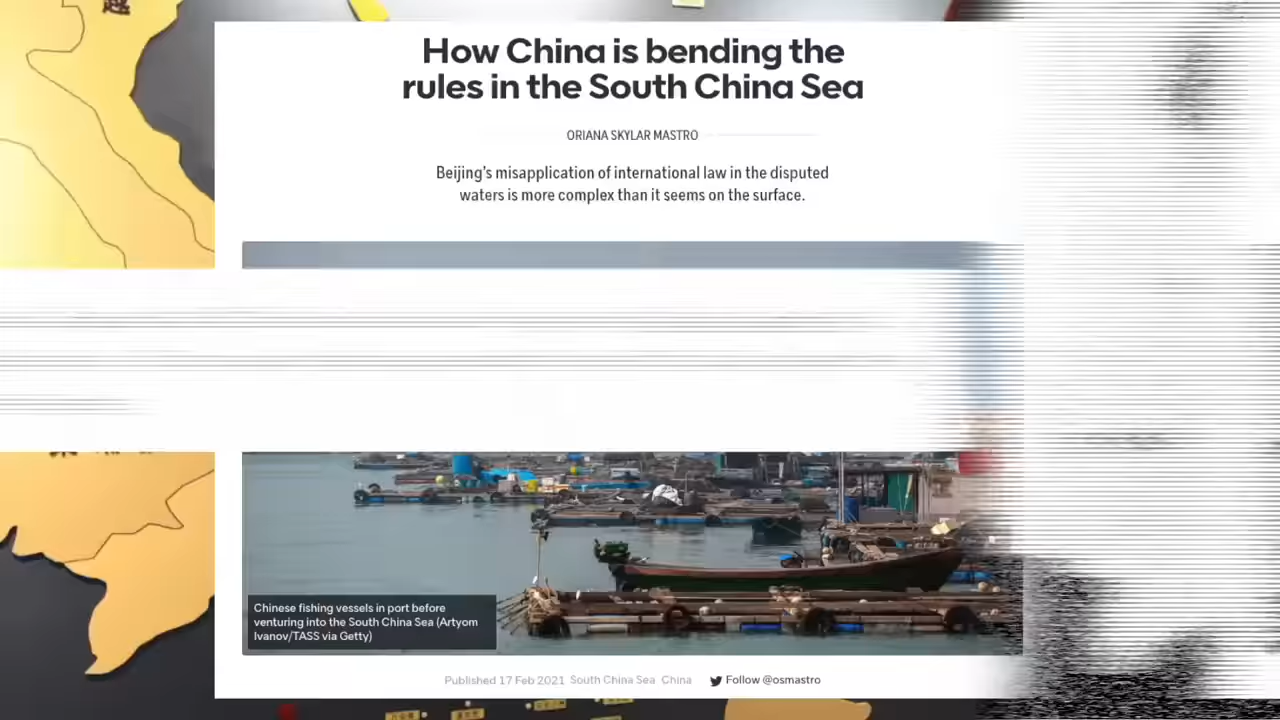 越
How China is bending the
rules in the South China Sea
ORIANA SKYLAR MASTRO
Beijing's misapplication of international law in the disputed
waters is more complex than it seems on the surface.
Chinese fishing vessels in port before
venturing into the South China Sea (Artyom
Ivanov/TASS via Getty)
Published 17 Feb 2021 South China Sea China
Follow @osmastro